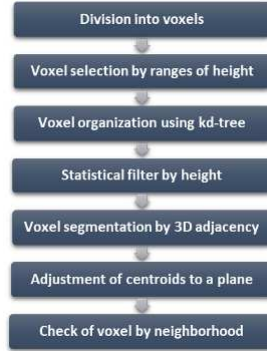 Division into voxels
Voxel selection by ranges of height
Voxel organization using kd-tree
Statistical filter by height
Voxel segmentation by 3D adjacency
Adjustment of centroids to a plane
Check of voxel by neighborhood